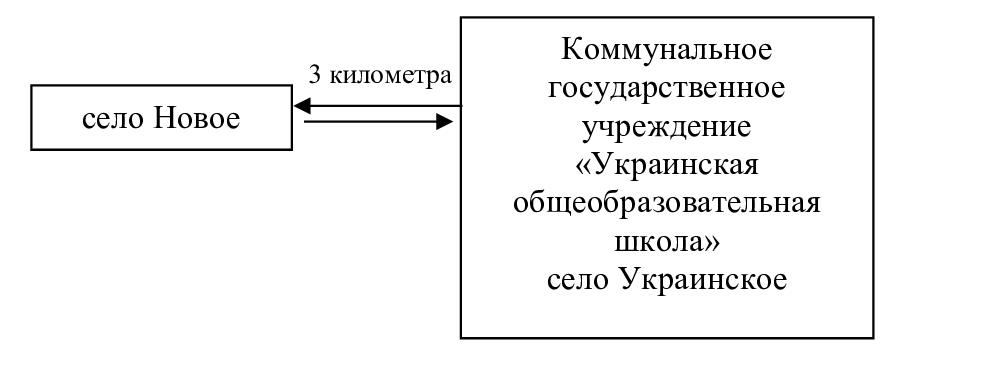 3 километра
село Новое
Коммунальное
государственное
учреждение
«Украинская
общеобразовательная
школа»
село Украинское